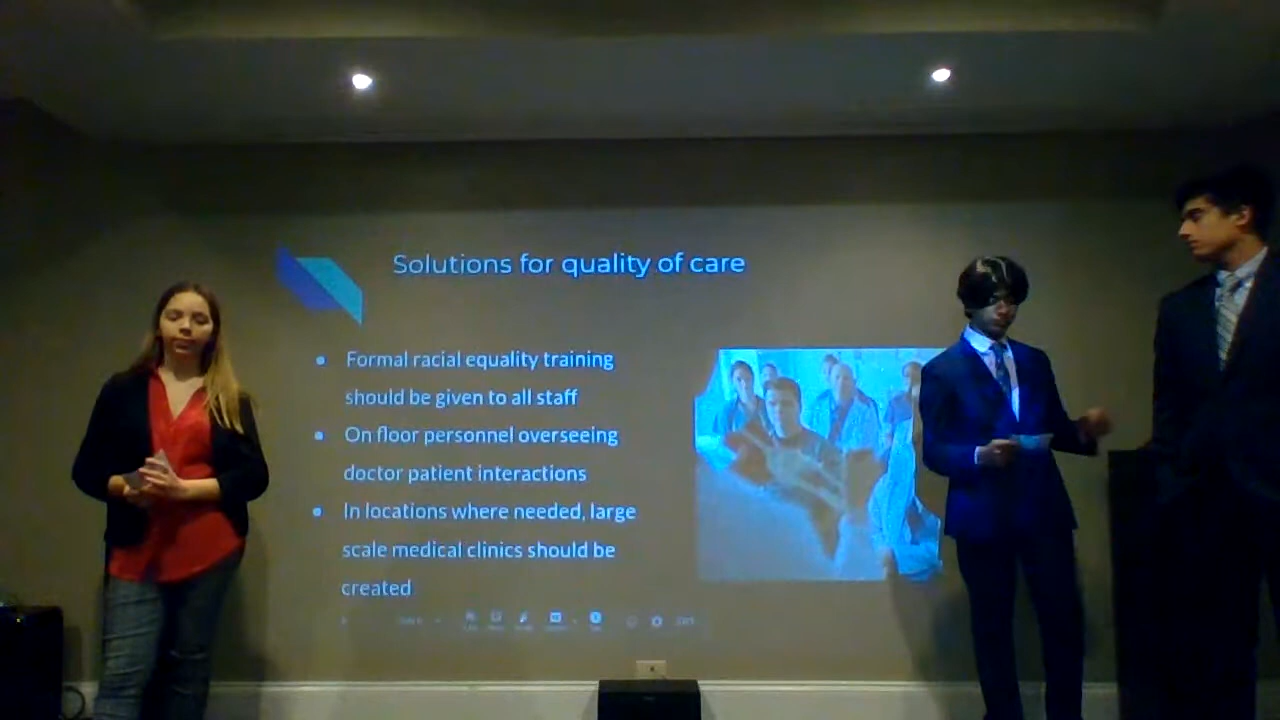 Solutions for quality of care
● Formal racial equality training
should be given to all staff
● On floor personnel overseeing
doctor patient interactions
● In locations where needed, large
scale medical clinics should be
created